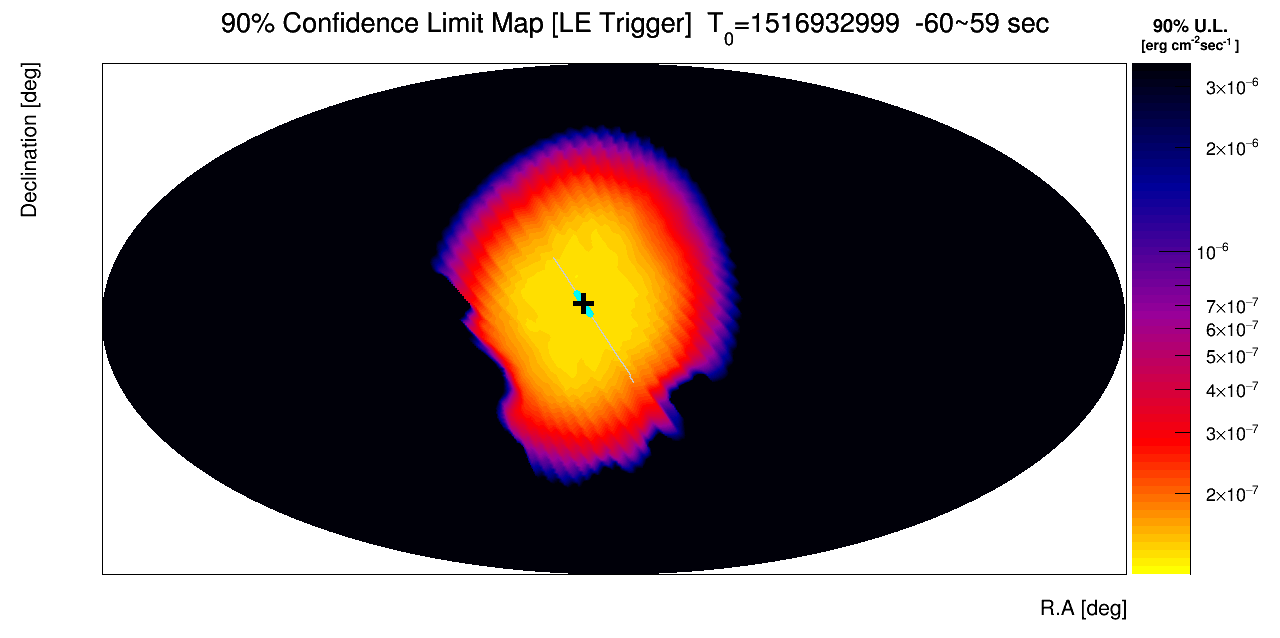 90% Confidence Limit Map [LE Trigger] T₀=1516932999 -60~59 sec
90% U.L.
[erg cm⁻²sec⁻¹]
Declination [deg]
3×10⁻⁶
2×10⁻⁶
10⁻⁶
7×10⁻⁷
6×10⁻⁷
5×10⁻⁷
4×10⁻⁷
3×10⁻⁷
2×10⁻⁷
R.A [deg]